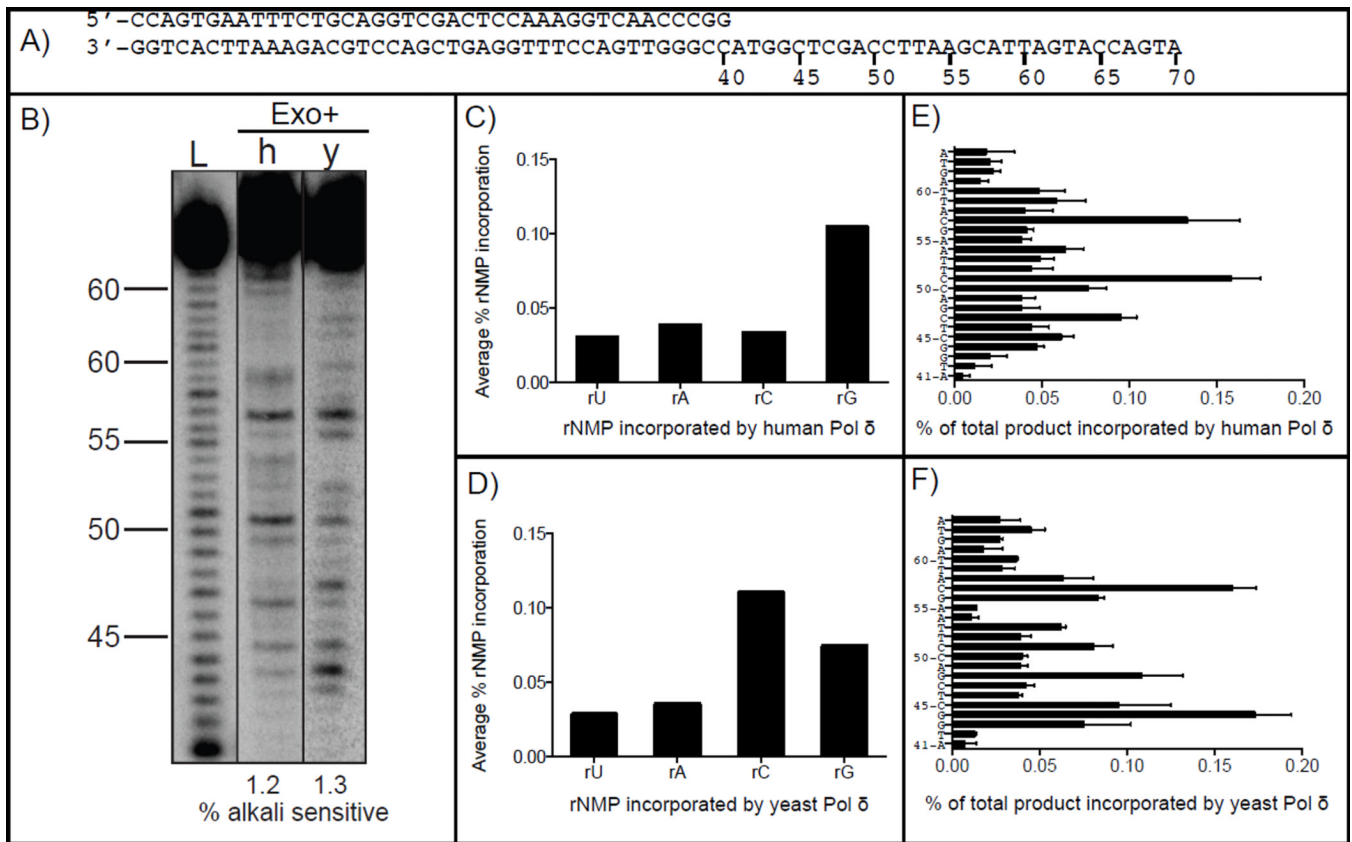 A)
5′-CCAGTGAATTTCTGCAGGTCGACTCCAAAGGTCAACCCGG
3′-GGTCACTTAAAGACGTCCAGCTGAGGTTTCCAGTTGGGCCATGGCTCGACCTTAAGCATTAGTACCAGTA
40 45 50 55 60 65 70
B)
Exo+
L h y
60
60
55
50
45
1.2 1.3
% alkali sensitive
C)
Average % rNMP incorporation
0.15
0.10
0.05
0.00
rU rA rC rG
rNMP incorporated by human Pol δ
D)
Average % rNMP incorporation
0.15
0.10
0.05
0.00
rU rA rC rG
rNMP incorporated by yeast Pol δ
E)
A
T
G
A
60-T
T
A
C
G
55-A
A
T
T
C
50-C
A
G
C
T
45-C
G
G
T
41-A
0.00 0.05 0.10 0.15 0.20
% of total product incorporated by human Pol δ
F)
A
T
G
A
60-T
T
A
C
G
55-A
A
T
T
C
50-C
A
G
C
T
45-C
G
G
T
41-A
0.00 0.05 0.10 0.15 0.20
% of total product incorporated by yeast Pol δ